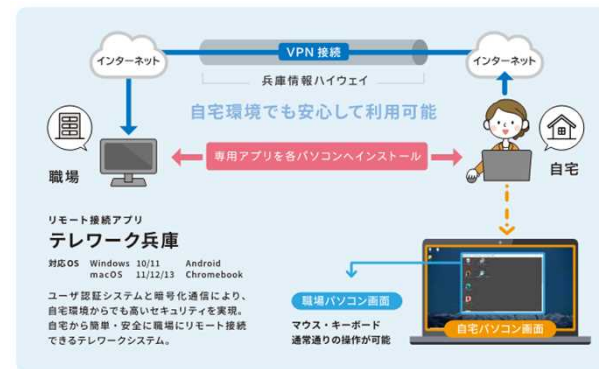 インターネット
VPN 接続
インターネット
兵庫情報ハイウェイ
自宅環境でも安心して利用可能
職場
専用アプリを各パソコンへインストール
自宅
リモート接続アプリ
テレワーク兵庫
対応OS Windows 10/11 Android
macOS 11/12/13 Chromebook
ユーザ認証システムと暗号化通信により、
自宅環境からでも高いセキュリティを実現。
自宅から簡単・安全に職場にリモート接続
できるテレワークシステム。
職場パソコン画面
マウス・キーボード
通常通りの操作が可能
自宅パソコン画面